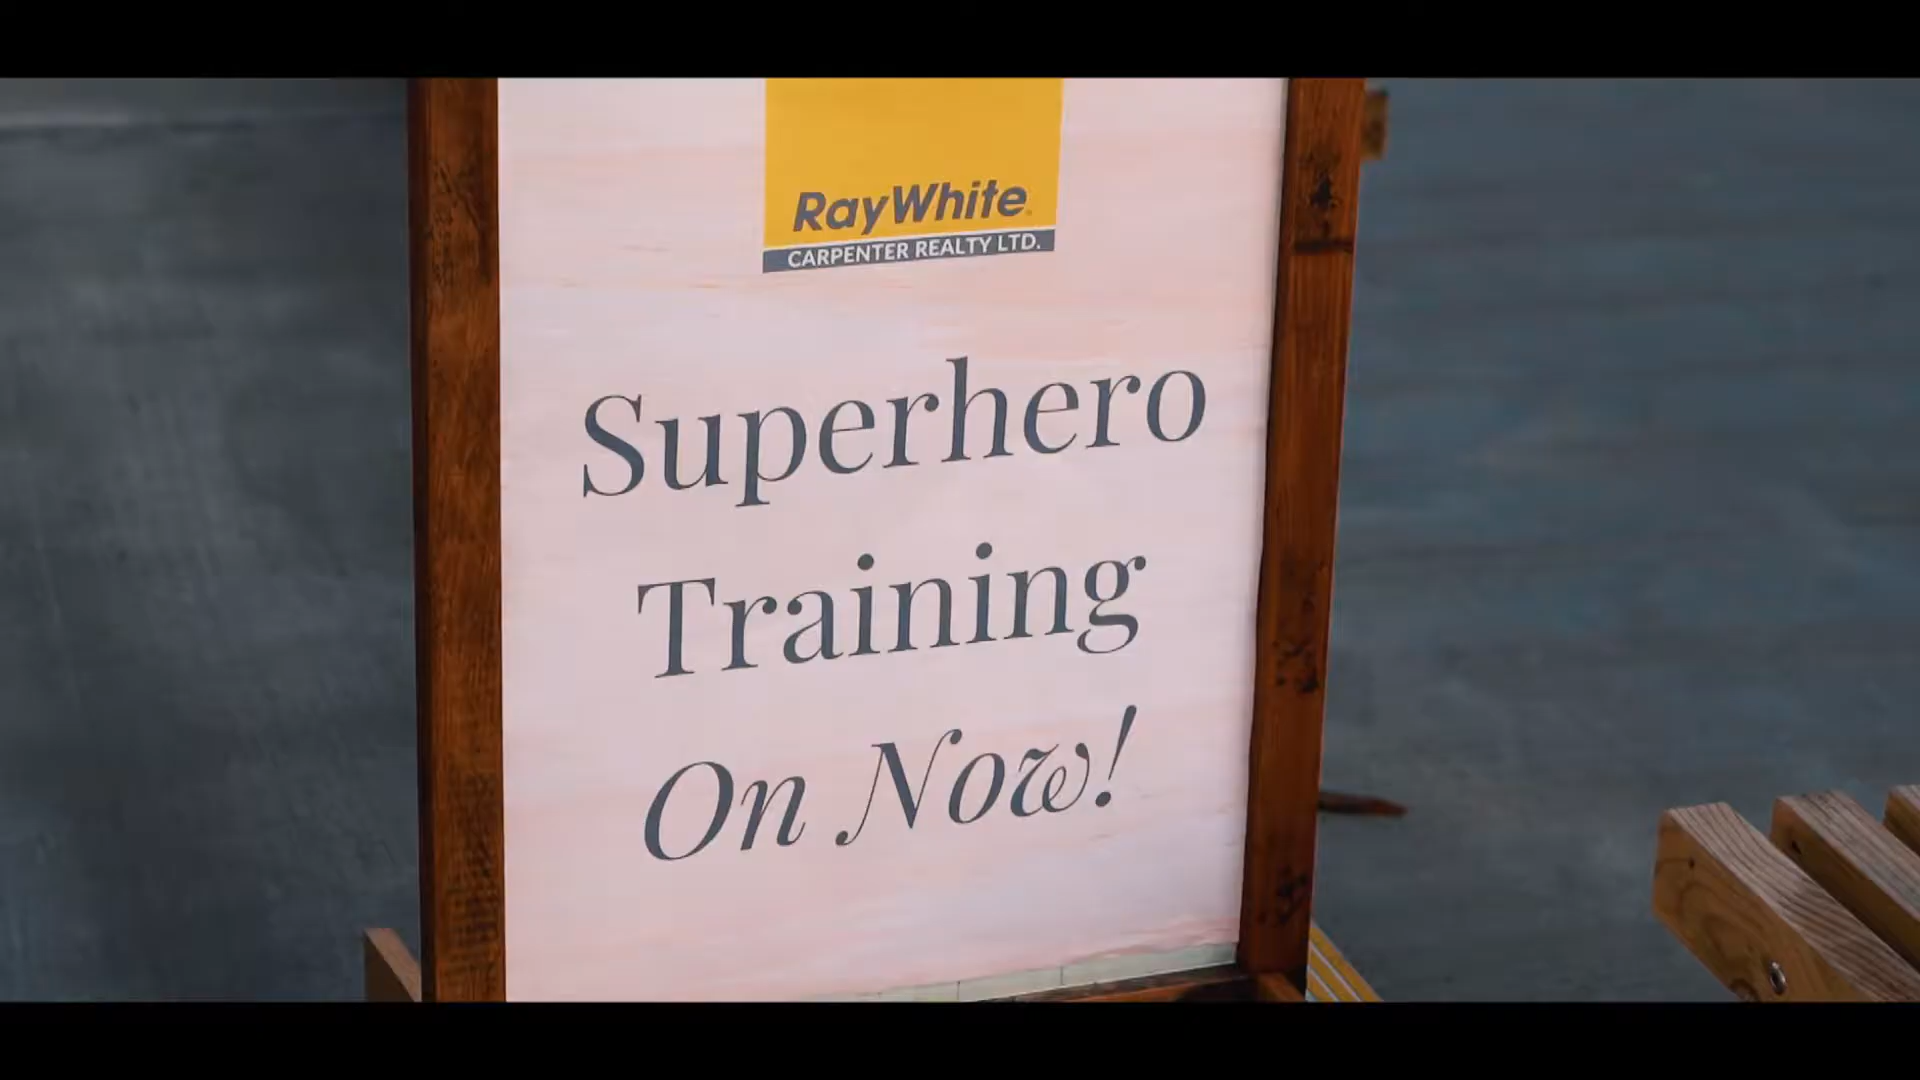 RayWhite
CARPENTER REALTY LTD.
Superhero
Training
On Now!